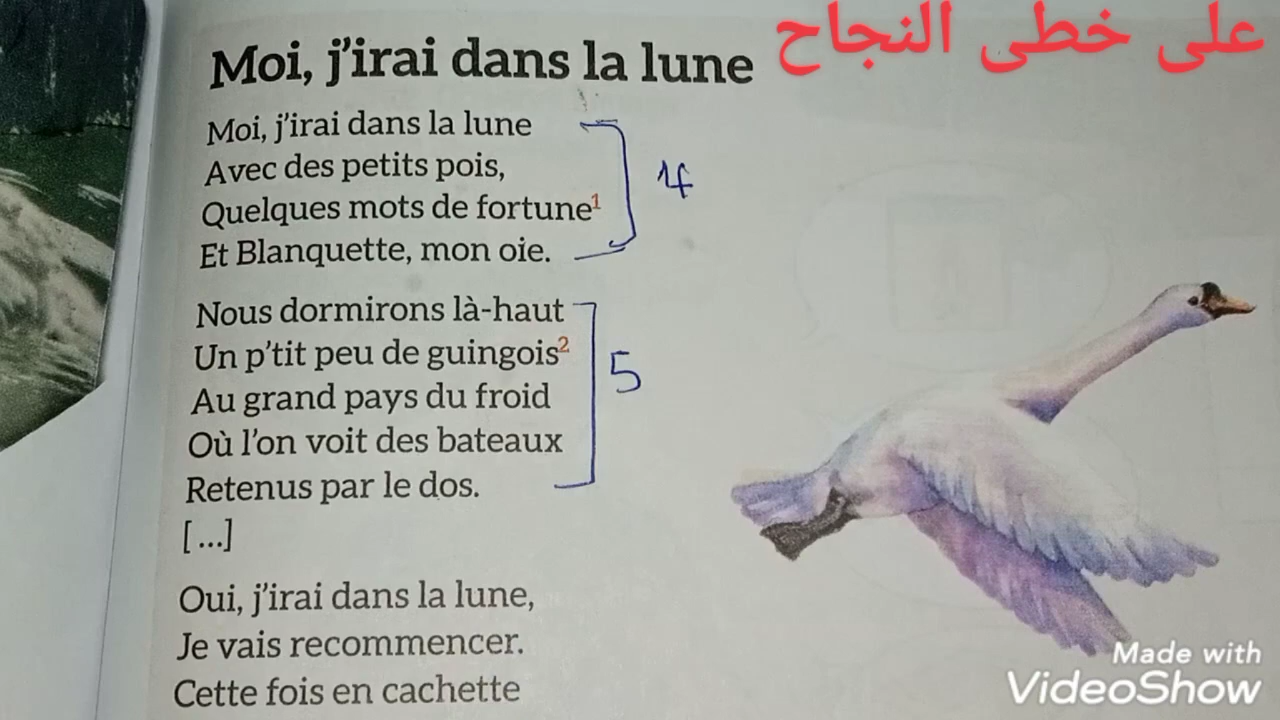 Moi, j'irai dans la lune
على خطى النجاح
Moi, j'irai dans la lune
Avec des petits pois,
Quelques mots de fortune1
Et Blanquette, mon oie.
4
Nous dormirons là-haut
Un p'tit peu de guingois2
Au grand pays du froid
Où l'on voit des bateaux
Retenus par le dos.
5
[...]
Oui, j'irai dans la lune,
Je vais recommencer.
Cette fois en cachette
Made with
VideoShow